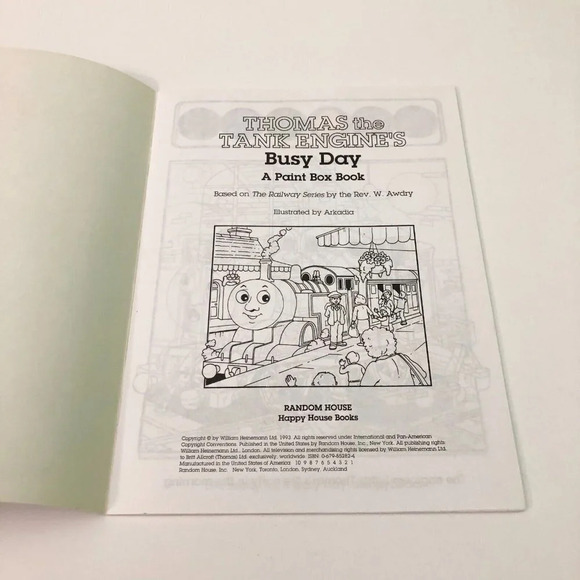 THOMAS the
TANK ENGINE'S
Busy Day
A Paint Box Book
Based on The Railway Series by the Rev. W. Awdry
Illustrated by Arkadia
RANDOM HOUSE
Happy House Books
Copyright © by William Heinemann Ltd. 1993. All rights reserved under International and Pan-American
Copyright Conventions. Published in the United States by Random House, Inc., New York. All publishing rights:
William Heinemann Ltd., London. All television and merchandising rights licensed by William Heinemann Ltd.
to Britt Allcroft (Thomas) Ltd. exclusively, worldwide. ISBN: 0-679-85282-4
Manufactured in the United States of America 10 9 8 7 6 5 4 3 2 1
Random House, Inc. New York, Toronto, London, Sydney, Auckland